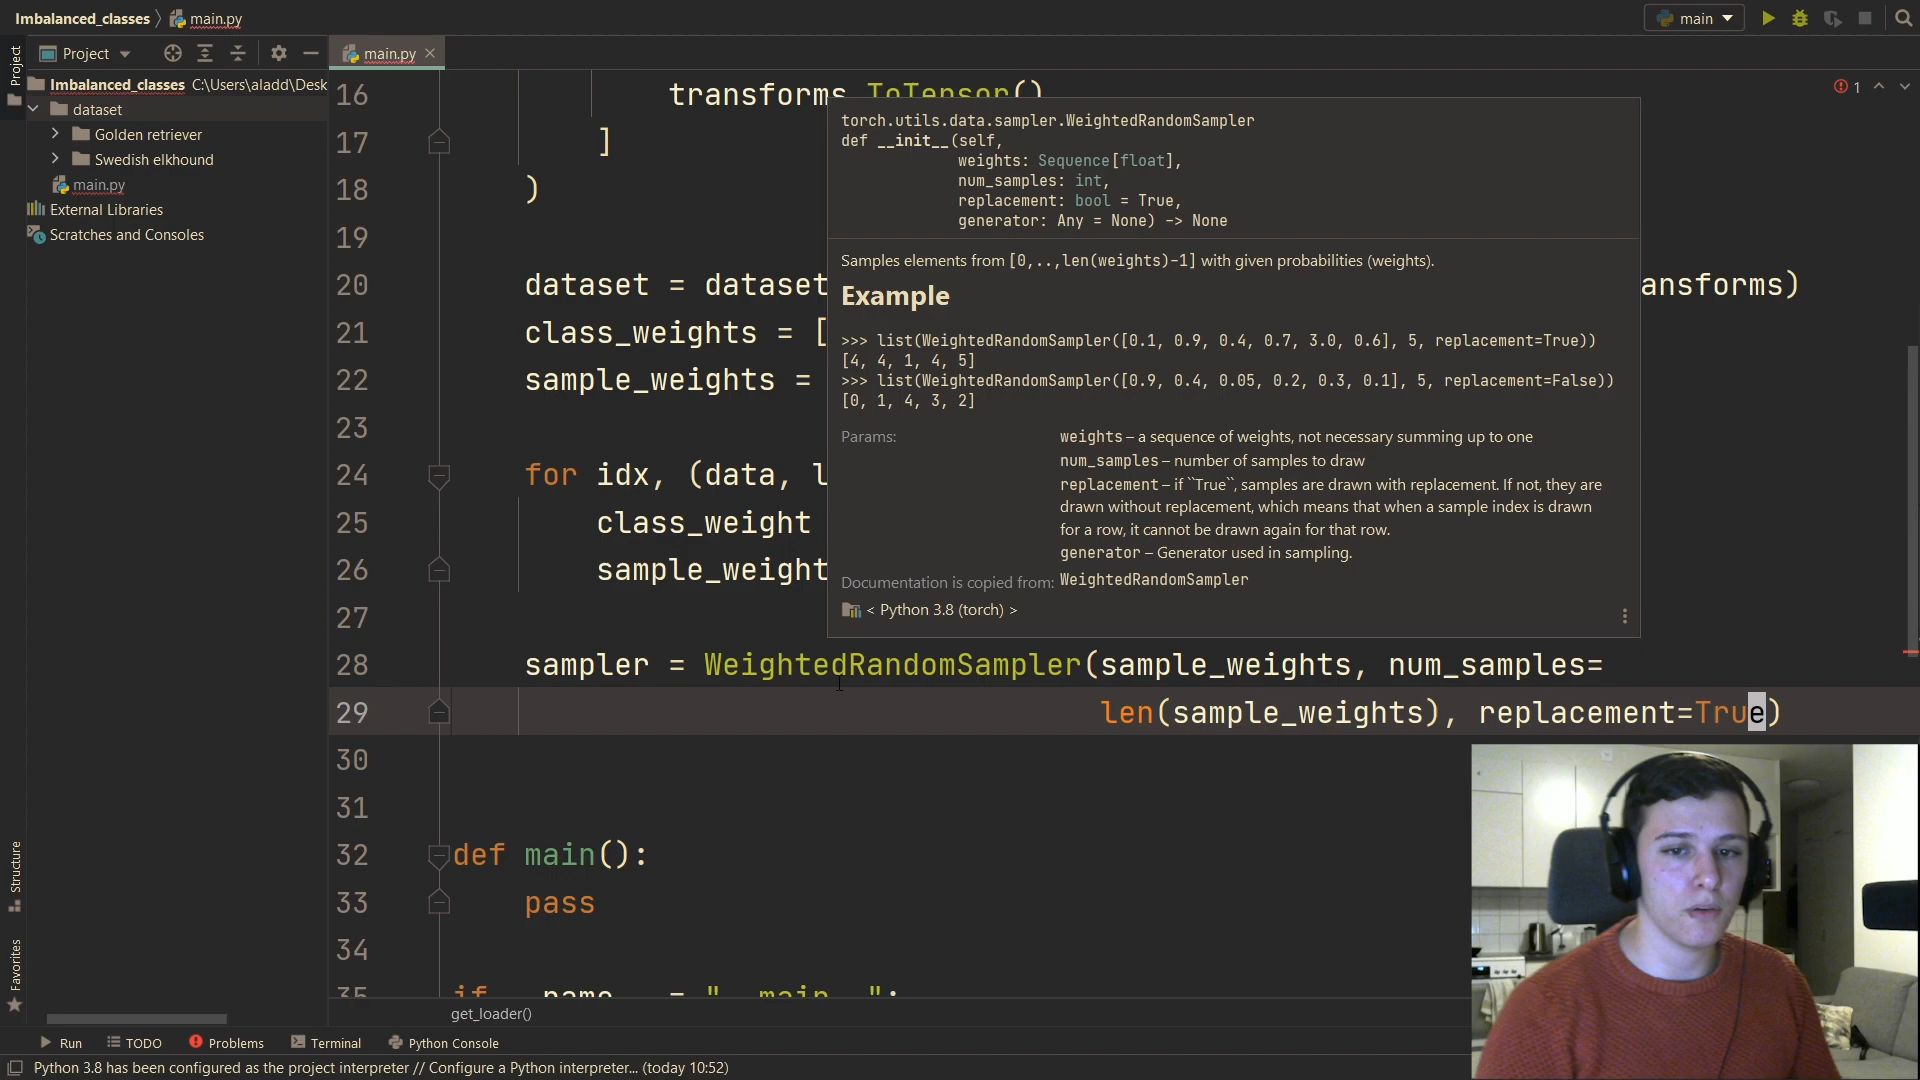 Imbalanced_classes
main.py
main
Project
main.py
Project
Imbalanced_classes C:\Users\aladd\Desk
dataset
Golden retriever
Swedish elkhound
main.py
External Libraries
Scratches and Consoles
1
16 transforms.ToTensor()
17 ]
18 )
19
20 dataset = dataset ansforms)
21 class_weights = [
22 sample_weights =
23
24 for idx, (data, l
25 class_weight
26 sample_weight
27
28 sampler = WeightedRandomSampler(sample_weights, num_samples=
29 len(sample_weights), replacement=True)
30
31
32 def main():
33 pass
34
35 if __name__ = "__main__":
torch.utils.data.sampler.WeightedRandomSampler
def __init__(self,
weights: Sequence[float],
num_samples: int,
replacement: bool = True,
generator: Any = None) -> None
Samples elements from [0,..,len(weights)-1] with given probabilities (weights).
Example
>>> list(WeightedRandomSampler([0.1, 0.9, 0.4, 0.7, 3.0, 0.6], 5, replacement=True))
[4, 4, 1, 4, 5]
>>> list(WeightedRandomSampler([0.9, 0.4, 0.05, 0.2, 0.3, 0.1], 5, replacement=False))
[0, 1, 4, 3, 2]
Params:
weights – a sequence of weights, not necessary summing up to one
num_samples – number of samples to draw
replacement – if ``True``, samples are drawn with replacement. If not, they are
drawn without replacement, which means that when a sample index is drawn
for a row, it cannot be drawn again for that row.
generator – Generator used in sampling.
Documentation is copied from: WeightedRandomSampler
< Python 3.8 (torch) >
get_loader()
Structure
Favorites
Run
TODO
Problems
Terminal
Python Console
Python 3.8 has been configured as the project interpreter // Configure a Python interpreter... (today 10:52)